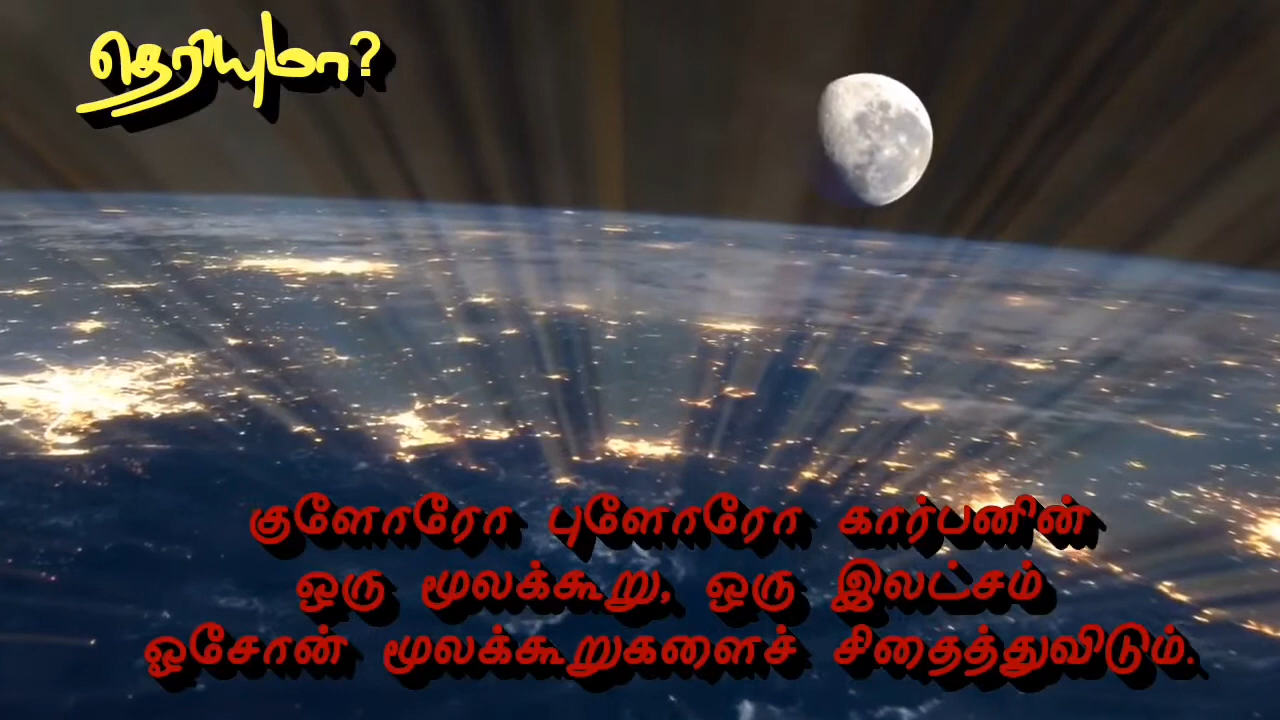 தெரியுமா?
குளோரோ புளோரோ கார்பனின்
ஒரு மூலக்கூறு, ஒரு இலட்சம்
ஓசோன் மூலக்கூறுகளைச் சிதைத்துவிடும்.